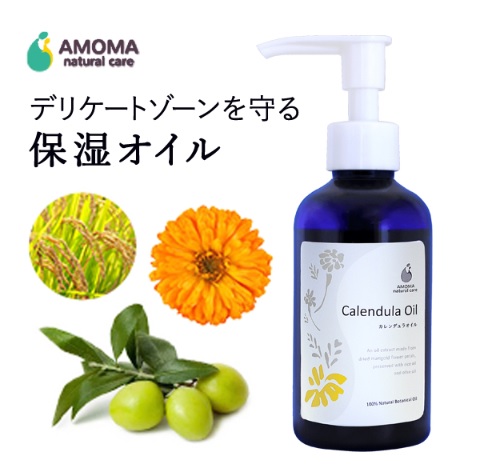 AMOMA
natural care
デリケートゾーンを守る
保湿オイル
AMOMA
natural care
Calendula Oil
カレンデュラオイル
100% Natural Botanical Oil